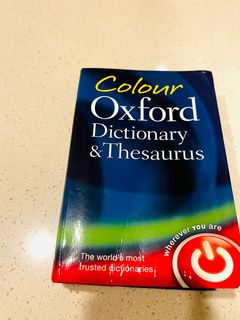 Colour
Oxford
Dictionary
& Thesaurus
The world's most
trusted dictionaries
wherever you are